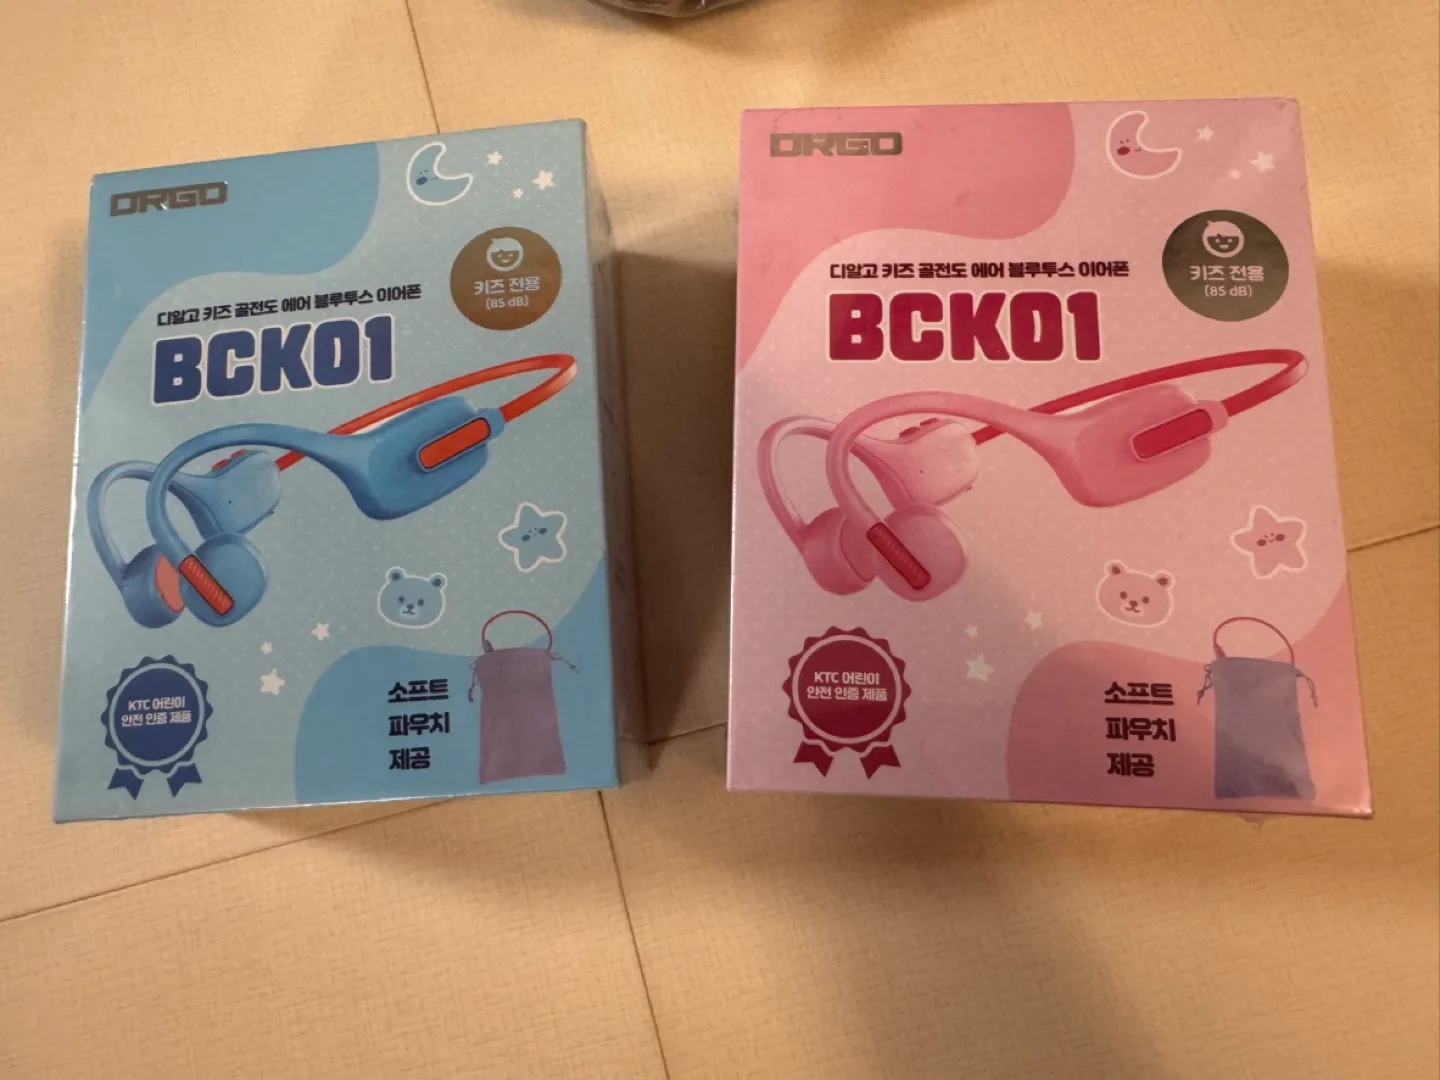 DRGO
키즈 전용
(85 dB)
디알고 키즈 골전도 에어 블루투스 이어폰
BCK01
KTC 어린이
안전 인증 제품
소프트
파우치
제공
DRGO
키즈 전용
(85 dB)
디알고 키즈 골전도 에어 블루투스 이어폰
BCK01
KTC 어린이
안전 인증 제품
소프트
파우치
제공